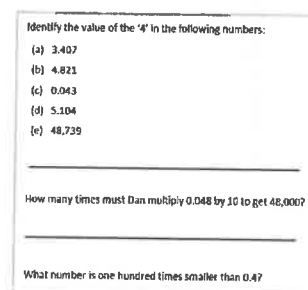 Identify the value of the '4' in the following numbers:
(a) 3.407
(b) 4.821
(c) 0.043
(d) 5.104
(e) 48,739
How many times must Dan multiply 0.048 by 10 to get 48,000?
What number is one hundred times smaller than 0.4?